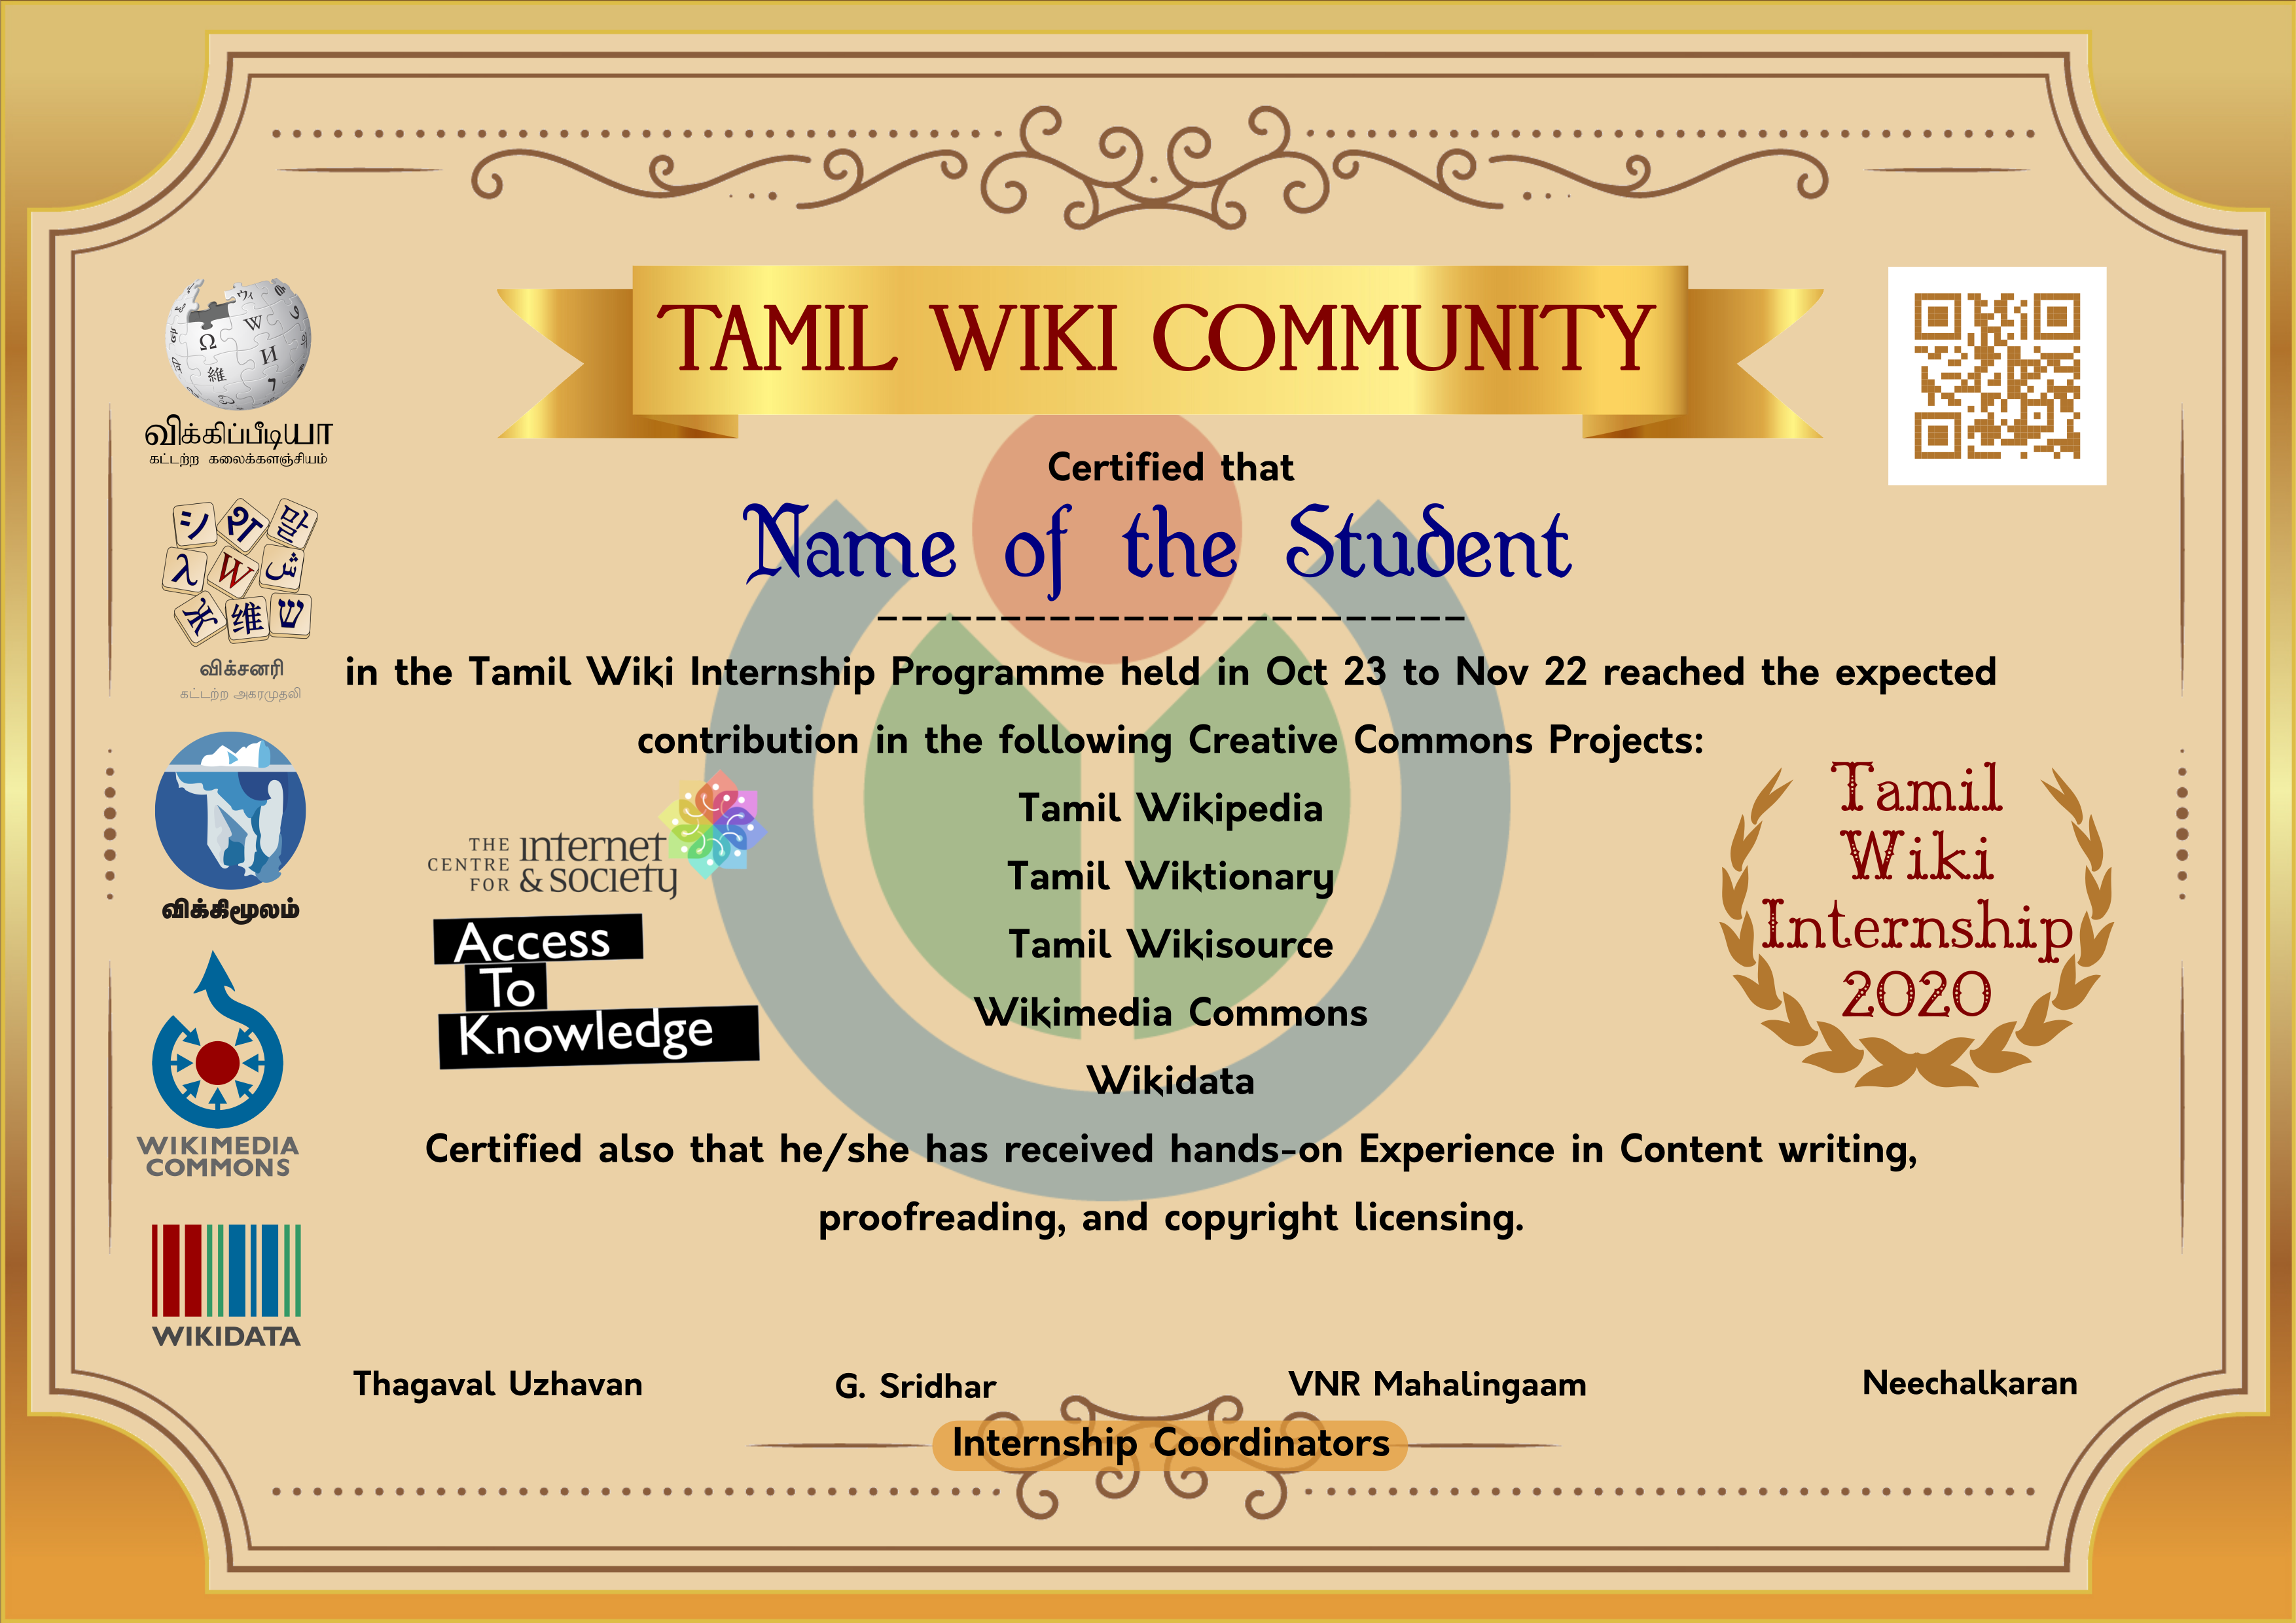 TAMIL WIKI COMMUNITY
Certified that
Name of the Student
------------------------
in the Tamil Wiki Internship Programme held in Oct 23 to Nov 22 reached the expected
contribution in the following Creative Commons Projects:
Tamil Wikipedia
Tamil Wiktionary
Tamil Wikisource
Wikimedia Commons
Wikidata
Certified also that he/she has received hands-on Experience in Content writing,
proofreading, and copyright licensing.
விக்கிப்பீடியா
கட்டற்ற கலைக்களஞ்சியம்
シ શ 말
λ W ش
Ж 维 ש
விக்சனரி
கட்டற்ற அகரமுதலி
விக்கிமூலம்
WIKIMEDIA
COMMONS
WIKIDATA
THE
CENTRE
FOR
internet
& society
Access
To
Knowledge
Tamil
Wiki
Internship
2020
Thagaval Uzhavan
G. Sridhar
VNR Mahalingaam
Neechalkaran
Internship Coordinators